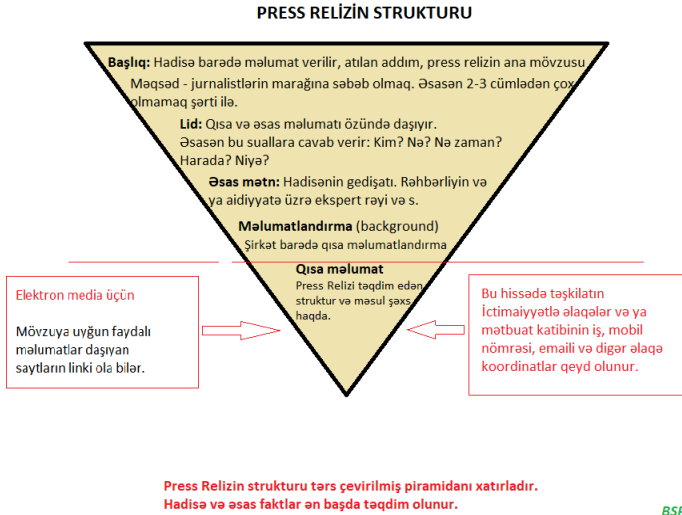 PRESS RELİZİN STRUKTURU
Başlıq: Hadisə barədə məlumat verilir, atılan addım, press relizin ana mövzusu
Məqsəd - jurnalistlərin marağına səbəb olmaq. Əsasən 2-3 cümlədən çox
olmamaq şərti ilə.
Lid: Qısa və əsas məlumatı özündə daşıyır.
Əsasən bu suallara cavab verir: Kim? Nə? Nə zaman?
Harada? Niyə?
Əsas mətn: Hadisənin gedişatı. Rəhbərliyin və
ya aidiyyatə üzrə ekspert rəyi və s.
Məlumatlandırma (background)
Şirkət barədə qısa məlumatlandırma
Qısa məlumat
Press Relizi təqdim edən
struktur və məsul şəxs
haqda.
Elektron media üçün
Mövzuya uyğun faydalı
məlumatlar daşıyan
saytların linki ola bilər.
Bu hissədə təşkilatın
İctimaiyyətlə əlaqələr və ya
mətbuat katibinin iş, mobil
nömrəsi, emaili və digər əlaqə
koordinatlar qeyd olunur.
Press Relizin strukturu tərs çevirilmiş piramidanı xatırladır.
Hadisə və əsas faktlar ən başda təqdim olunur.